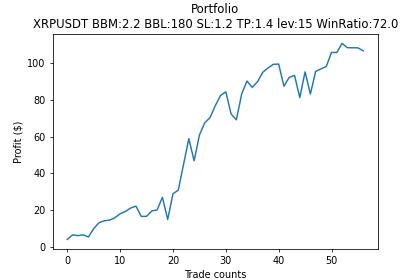 Portfolio
XRPUSDT BBM:2.2 BBL:180 SL:1.2 TP:1.4 lev:15 WinRatio:72.0
100
80
60
40
20
0
Profit ($)
0 10 20 30 40 50
Trade counts